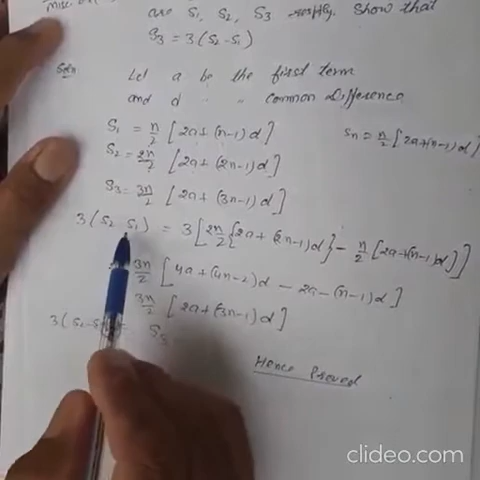 are S₁, S₂, S₃ resptly. Show that
S₃ = 3(S₂-S₁)
Soln Let a be the first term
and d " " Common Difference
S₁ = n/2 [2a+(n-1)d] Sn = n/2 [2a+(n-1)d]
S₂ = 2n/2 [2a+(2n-1)d]
S₃ = 3n/2 [2a+(3n-1)d]
3(S₂-S₁) = 3[2n/2{2a+(2n-1)d} - n/2[2a+(n-1)d]]
3n/2 [4a+(4n-2)d - 2a-(n-1)d]
3n/2 [2a+(3n-1)d]
3(S₂-S = S₃
Hence Proved
clideo.com